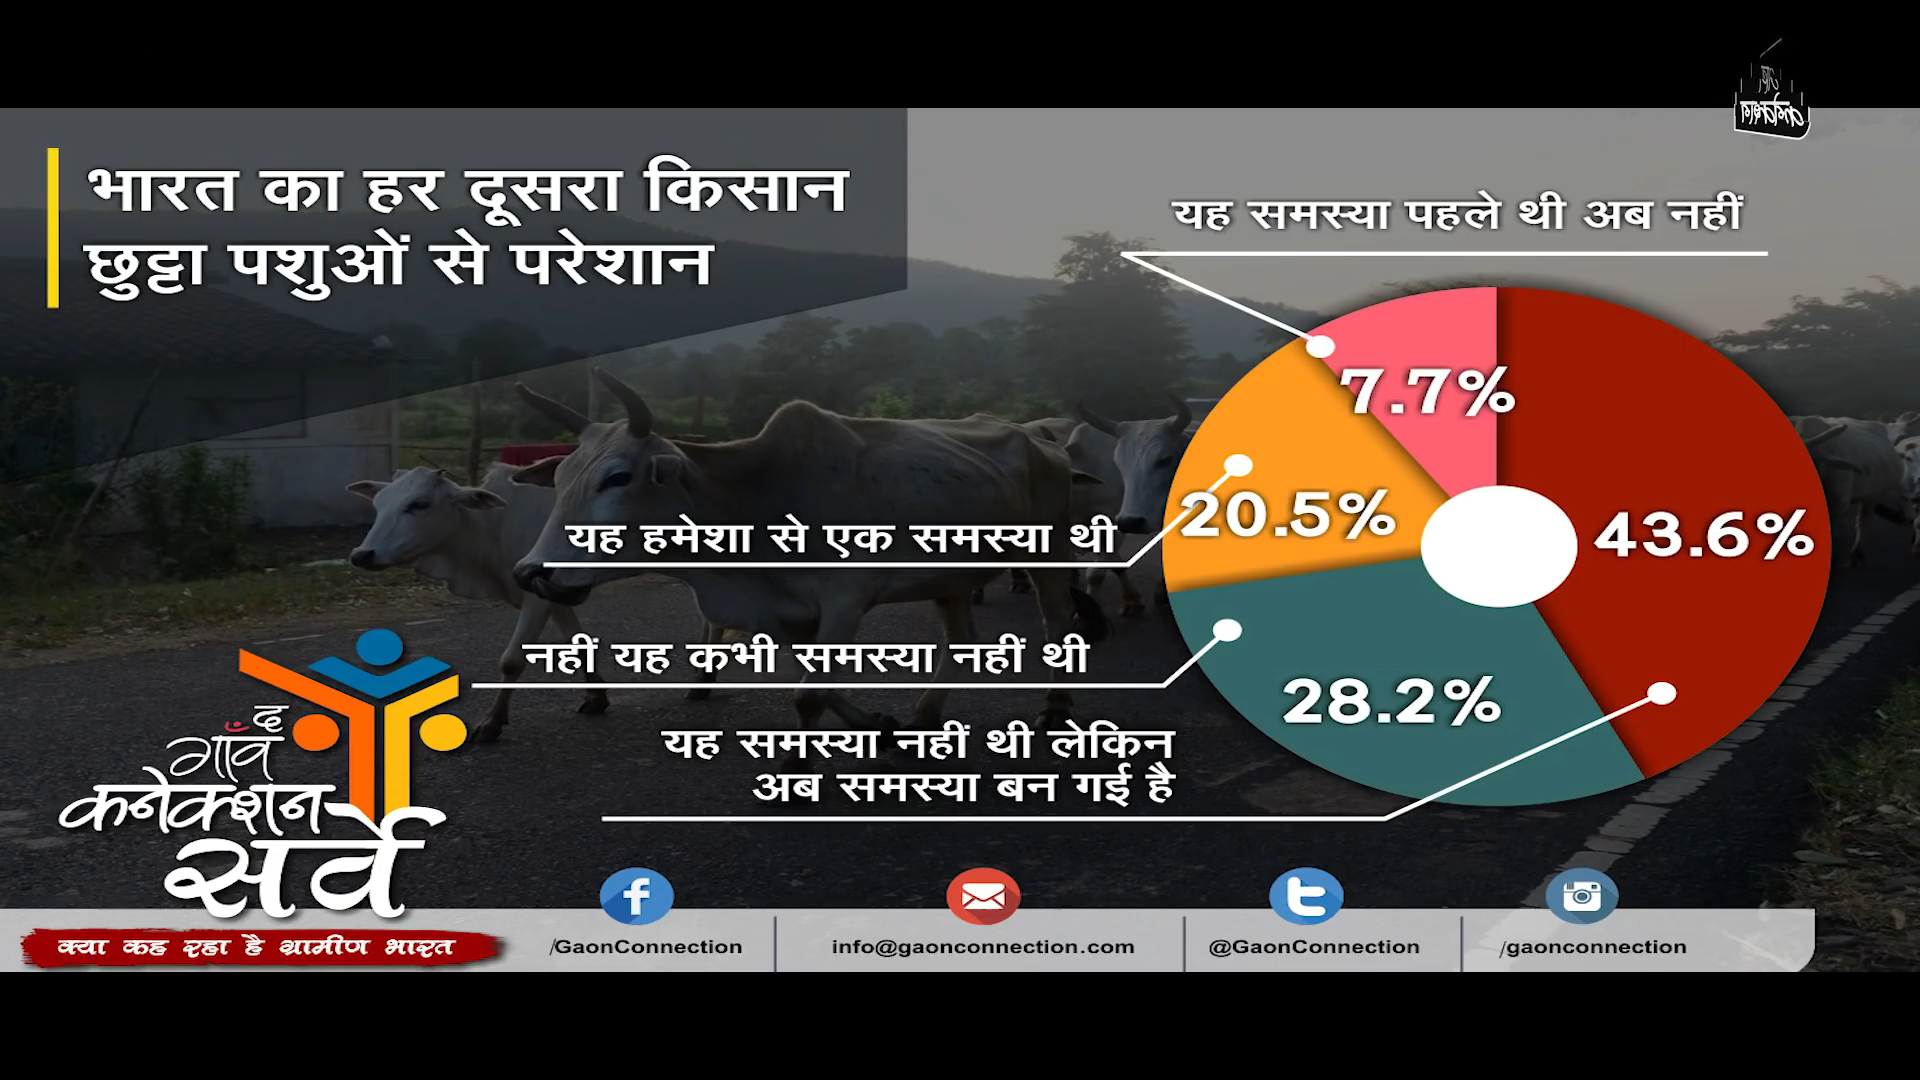 भारत का हर दूसरा किसान
छुट्टा पशुओं से परेशान
यह समस्या पहले थी अब नहीं
7.7%
43.6%
20.5%
यह हमेशा से एक समस्या थी
नहीं यह कभी समस्या नहीं थी
28.2%
यह समस्या नहीं थी लेकिन
अब समस्या बन गई है
द
गाँव
कनेक्शन
सर्वे
क्या कह रहा है ग्रामीण भारत
/GaonConnection
info@gaonconnection.com
@GaonConnection
/gaonconnection